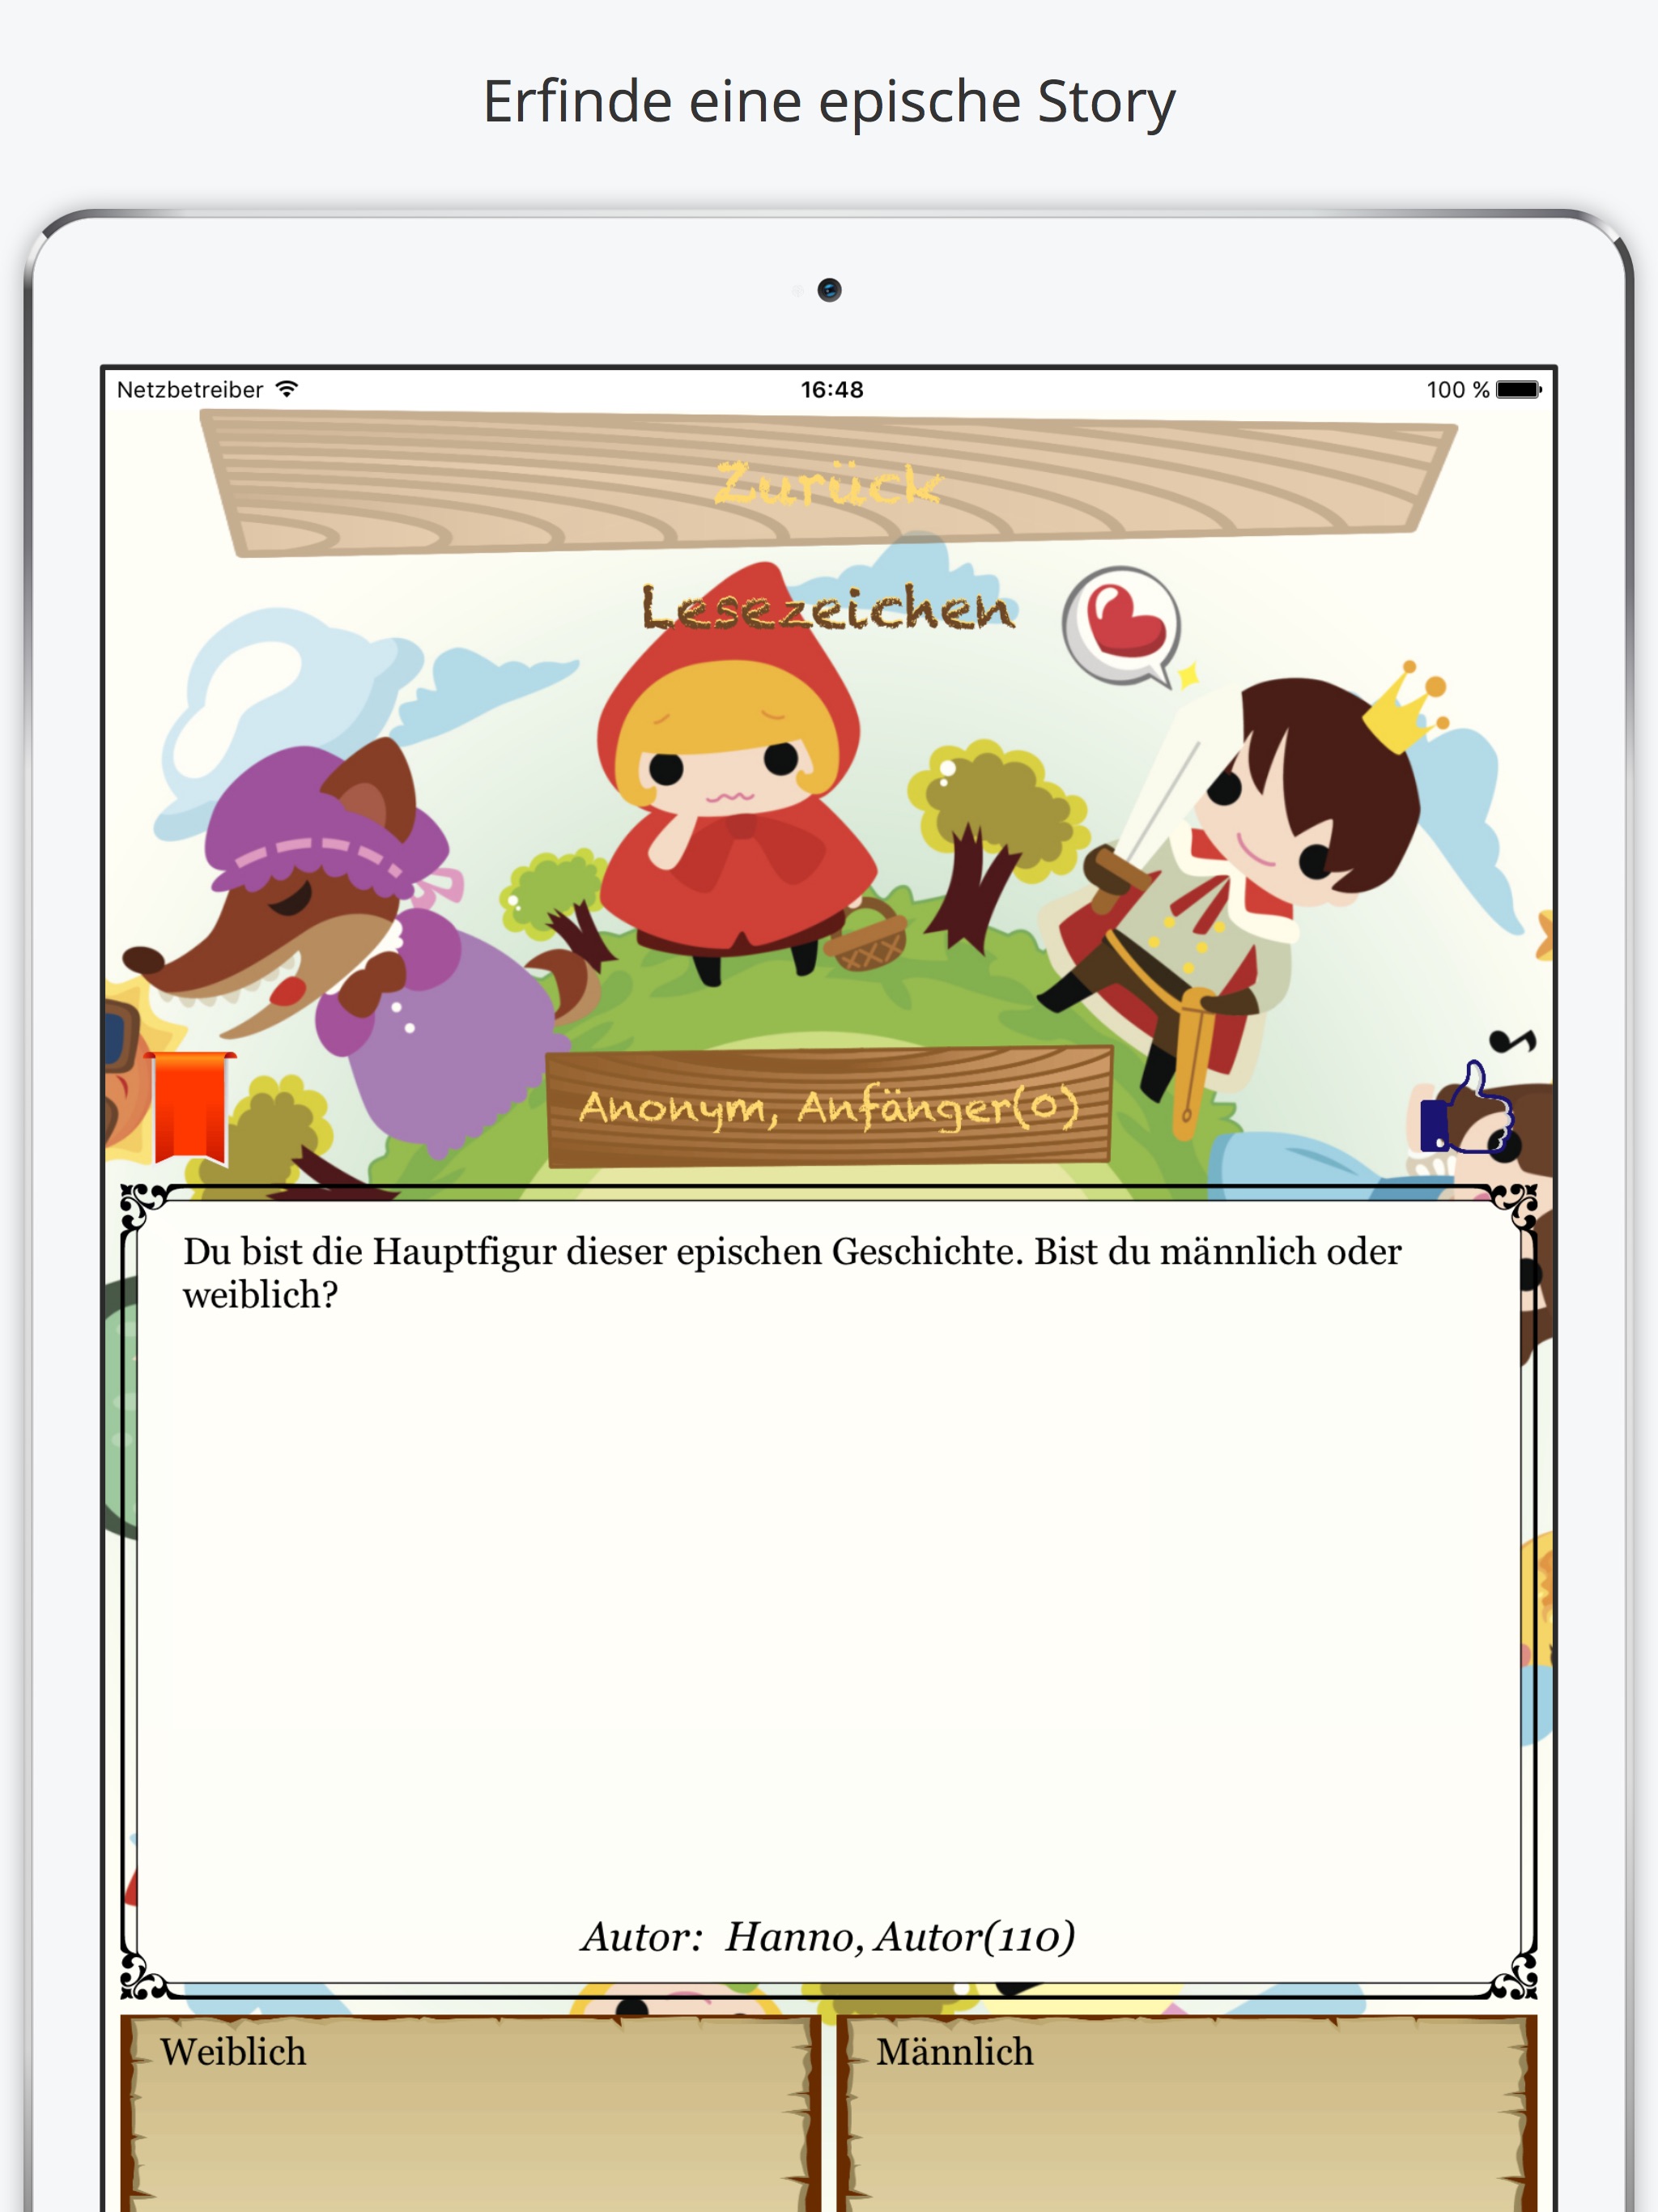 Erfinde eine epische Story
Netzbetreiber 16:48 100 %
Zurück
Lesezeichen
Anonym, Anfänger(0)
Du bist die Hauptfigur dieser epischen Geschichte. Bist du männlich oder
weiblich?
Autor: Hanno, Autor(110)
Weiblich
Männlich